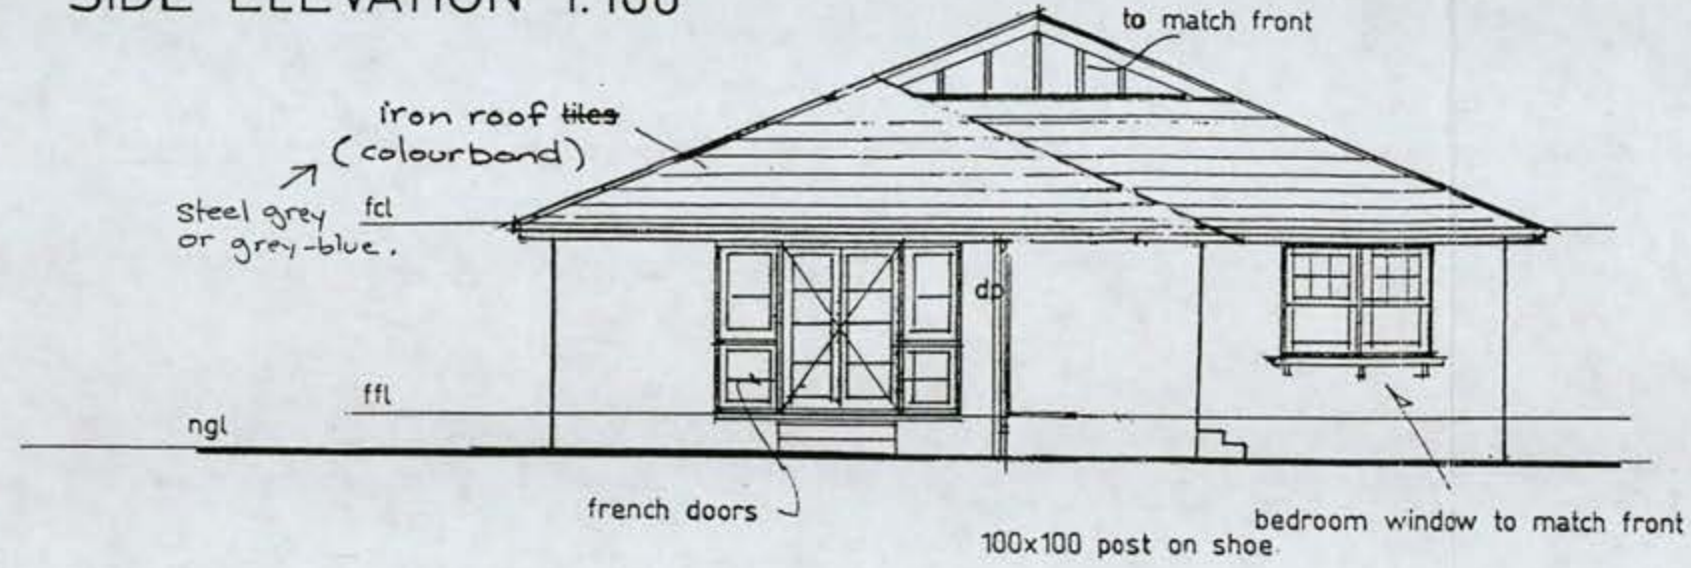 SIDE ELEVATION 1:100
to match front
iron roof tiles
(colourbond)
steel grey
or grey-blue.
fcl
dp
ffl
ngl
french doors
bedroom window to match front
100x100 post on shoe.